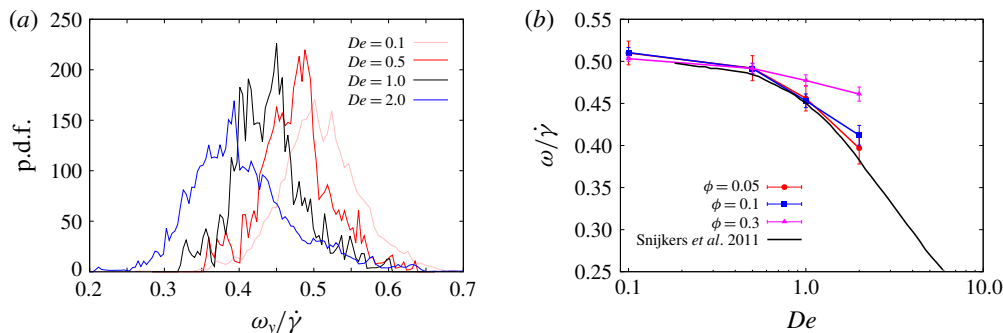 (a)
250
200
150
100
50
0
p.d.f.
0.2 0.3 0.4 0.5 0.6 0.7
ω_y/γ̇
De = 0.1
De = 0.5
De = 1.0
De = 2.0
(b)
0.55
0.50
0.45
0.40
0.35
0.30
0.25
ω/γ̇
ϕ = 0.05
ϕ = 0.1
ϕ = 0.3
Snijkers et al. 2011
0.1 1.0 10.0
De